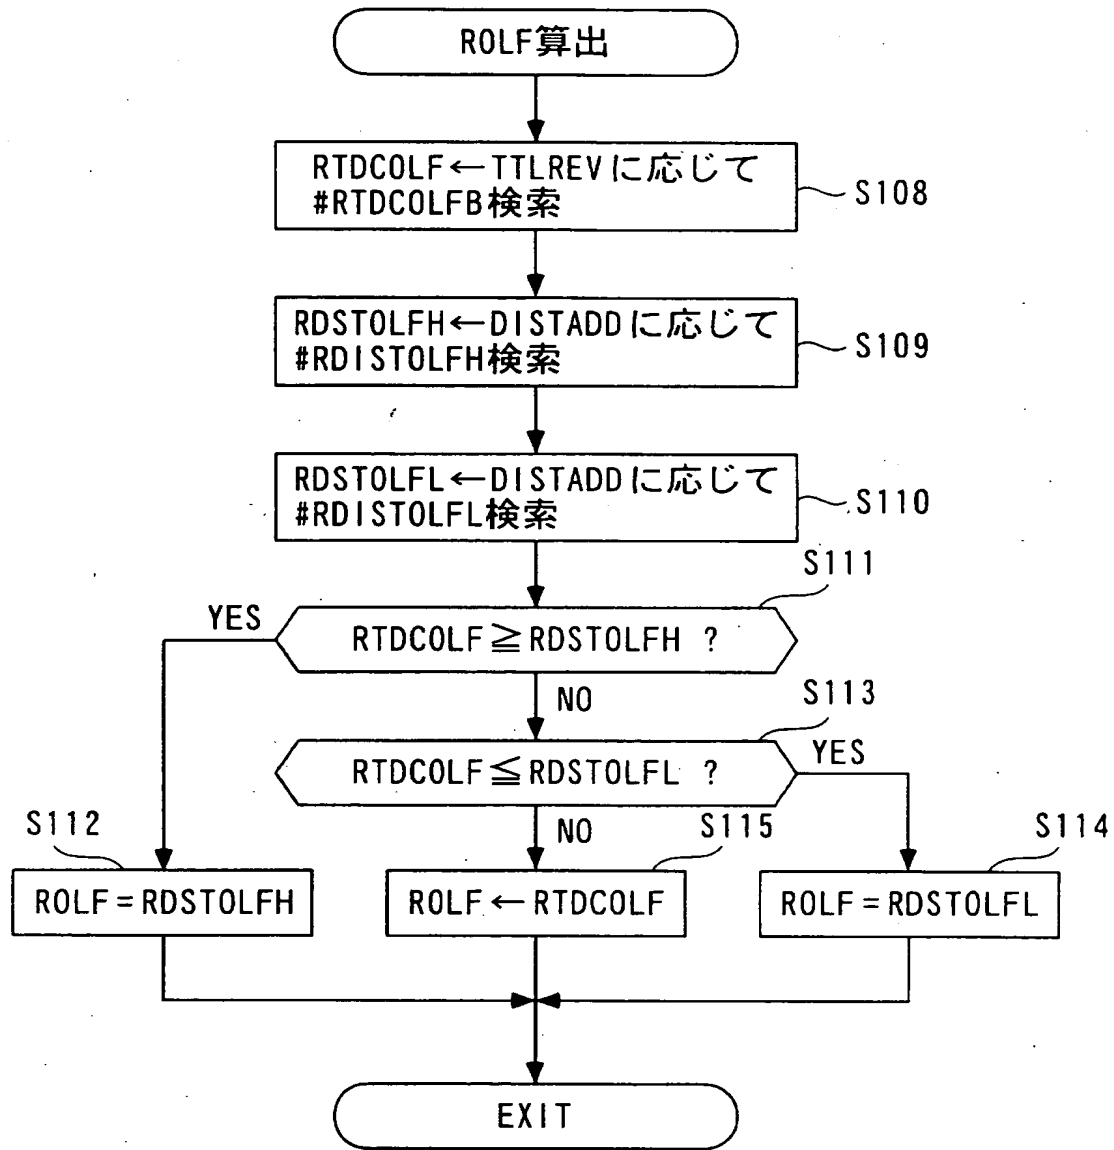 ROLF算出
RTDCOLF←TTLREVに応じて
#RTDCOLFB検索
S108
RDSTOLFH←DISTADDに応じて
#RDISTOLFH検索
S109
RDSTOLFL←DISTADDに応じて
#RDISTOLFL検索
S110
S111
YES
RTDCOLF≧RDSTOLFH ?
NO
S113
RTDCOLF≦RDSTOLFL ?
YES
NO
S112
S115
S114
ROLF=RDSTOLFH
ROLF←RTDCOLF
ROLF=RDSTOLFL
EXIT